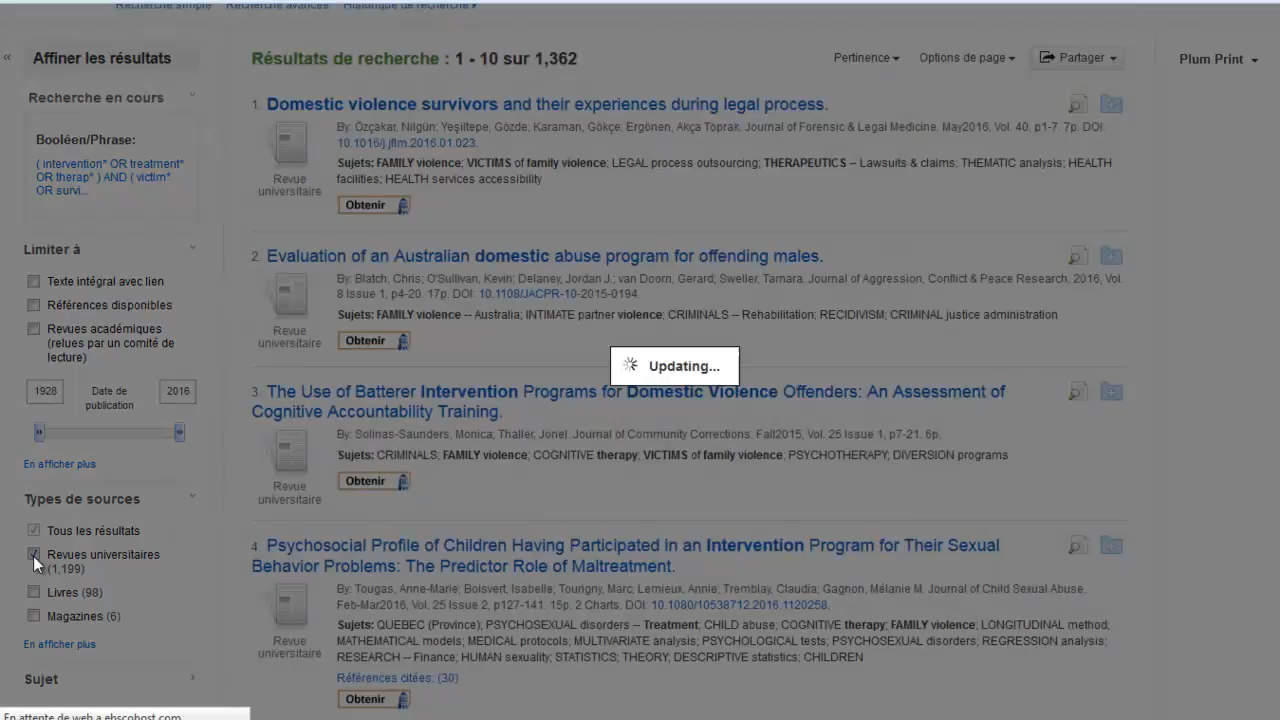 Recherche simple Recherche avancée Historique de recherche
« Affiner les résultats
Recherche en cours
Booléen/Phrase:
( intervention* OR treatment*
OR therap* ) AND ( victim*
OR survi...
Limiter à
Texte intégral avec lien
Références disponibles
Revues académiques
(relues par un comité de
lecture)
1928 Date de publication 2016
En afficher plus
Types de sources
Tous les résultats
Revues universitaires
(1,199)
Livres (98)
Magazines (6)
En afficher plus
Sujet
Résultats de recherche : 1 - 10 sur 1,362
Pertinence Options de page Partager
1. Domestic violence survivors and their experiences during legal process.
By: Özçakar, Nilgün; Yeşiltepe, Gözde; Karaman, Gökçe; Ergönen, Akça Toprak. Journal of Forensic & Legal Medicine. May2016, Vol. 40, p1-7. 7p. DOI:
10.1016/j.jflm.2016.01.023.
Sujets: FAMILY violence; VICTIMS of family violence; LEGAL process outsourcing; THERAPEUTICS -- Lawsuits & claims; THEMATIC analysis; HEALTH
facilities; HEALTH services accessibility
Revue
universitaire
Obtenir
2. Evaluation of an Australian domestic abuse program for offending males.
By: Blatch, Chris; O'Sullivan, Kevin; Delaney, Jordan J.; van Doorn, Gerard; Sweller, Tamara. Journal of Aggression, Conflict & Peace Research. 2016, Vol.
8 Issue 1, p4-20. 17p. DOI: 10.1108/JACPR-10-2015-0194.
Sujets: FAMILY violence -- Australia; INTIMATE partner violence; CRIMINALS -- Rehabilitation; RECIDIVISM; CRIMINAL justice administration
Revue
universitaire
Obtenir
Updating...
3. The Use of Batterer Intervention Programs for Domestic Violence Offenders: An Assessment of
Cognitive Accountability Training.
By: Solinas-Saunders, Monica; Thaller, Jonel. Journal of Community Corrections. Fall2015, Vol. 25 Issue 1, p7-21. 6p.
Sujets: CRIMINALS; FAMILY violence; COGNITIVE therapy; VICTIMS of family violence; PSYCHOTHERAPY; DIVERSION programs
Revue
universitaire
Obtenir
4. Psychosocial Profile of Children Having Participated in an Intervention Program for Their Sexual
Behavior Problems: The Predictor Role of Maltreatment.
By: Tougas, Anne-Marie; Boisvert, Isabelle; Tourigny, Marc; Lemieux, Annie; Tremblay, Claudia; Gagnon, Mélanie M. Journal of Child Sexual Abuse.
Feb-Mar2016, Vol. 25 Issue 2, p127-141. 15p. 2 Charts. DOI: 10.1080/10538712.2016.1120258.
Sujets: QUEBEC (Province); PSYCHOSEXUAL disorders -- Treatment; CHILD abuse; COGNITIVE therapy; FAMILY violence; LONGITUDINAL method;
MATHEMATICAL models; MEDICAL protocols; MULTIVARIATE analysis; PSYCHOLOGICAL tests; PSYCHOSEXUAL disorders; REGRESSION analysis;
RESEARCH -- Finance; HUMAN sexuality; STATISTICS; THEORY; DESCRIPTIVE statistics; CHILDREN
Revue
universitaire
Références citées: (30)
Obtenir
Plum Print
En attente de web.a.ebscohost.com